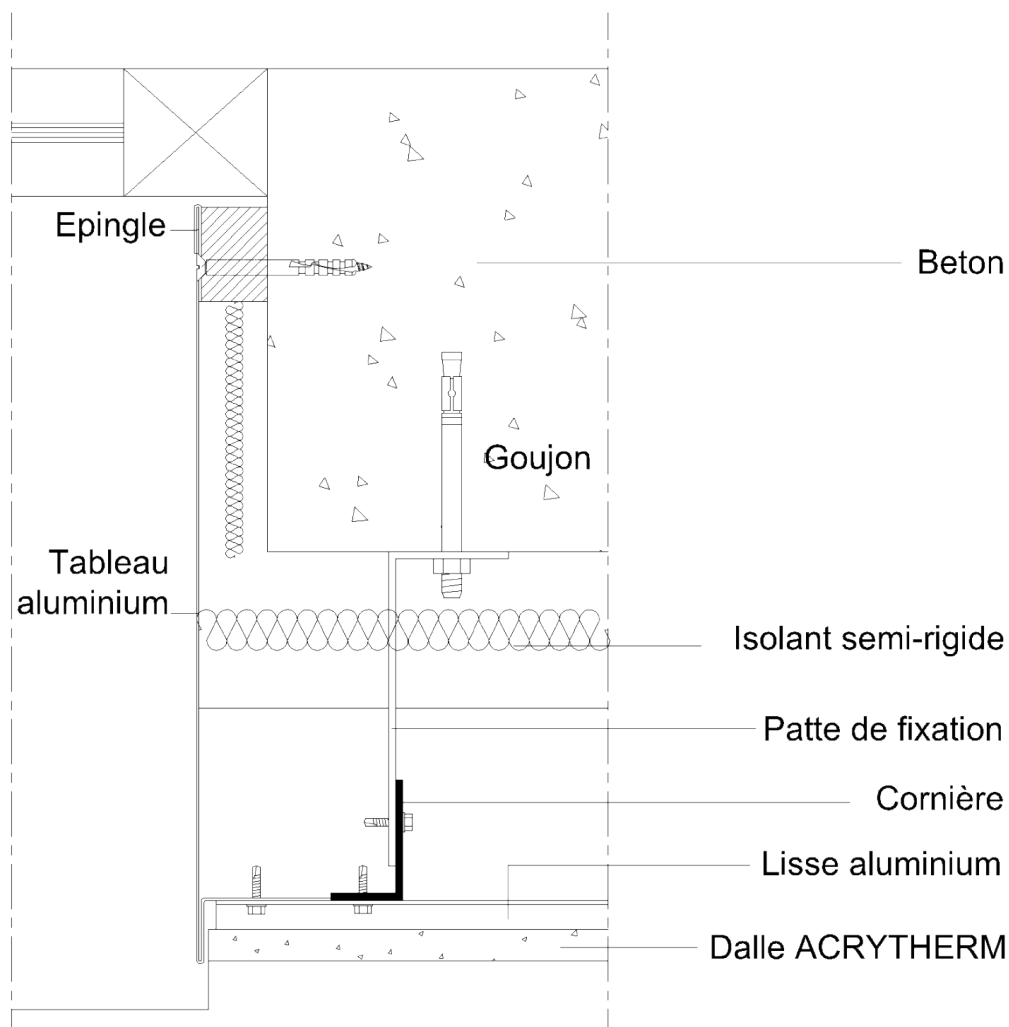 Epingle
Beton
Goujon
Tableau
aluminium
Isolant semi-rigide
Patte de fixation
Cornière
Lisse aluminium
Dalle ACRYTHERM